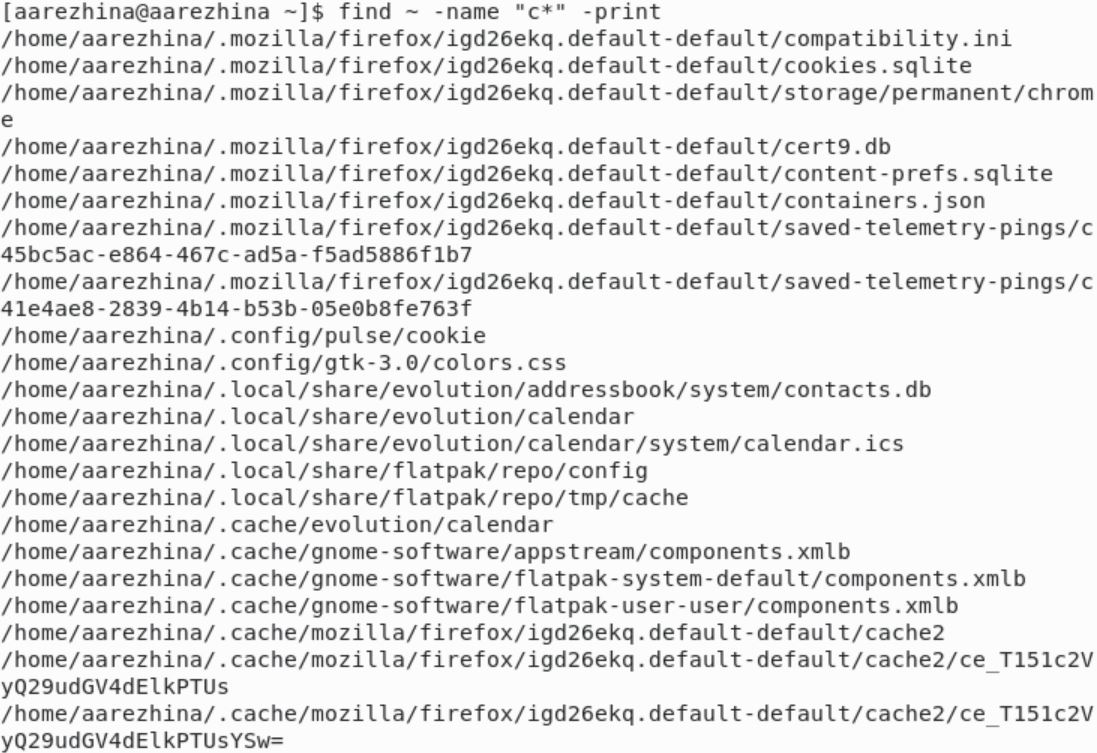 [aarezhina@aarezhina ~]$ find ~ -name "c*" -print
/home/aarezhina/.mozilla/firefox/igd26ekq.default-default/compatibility.ini
/home/aarezhina/.mozilla/firefox/igd26ekq.default-default/cookies.sqlite
/home/aarezhina/.mozilla/firefox/igd26ekq.default-default/storage/permanent/chrom
e
/home/aarezhina/.mozilla/firefox/igd26ekq.default-default/cert9.db
/home/aarezhina/.mozilla/firefox/igd26ekq.default-default/content-prefs.sqlite
/home/aarezhina/.mozilla/firefox/igd26ekq.default-default/containers.json
/home/aarezhina/.mozilla/firefox/igd26ekq.default-default/saved-telemetry-pings/c
45bc5ac-e864-467c-ad5a-f5ad5886f1b7
/home/aarezhina/.mozilla/firefox/igd26ekq.default-default/saved-telemetry-pings/c
41e4ae8-2839-4b14-b53b-05e0b8fe763f
/home/aarezhina/.config/pulse/cookie
/home/aarezhina/.config/gtk-3.0/colors.css
/home/aarezhina/.local/share/evolution/addressbook/system/contacts.db
/home/aarezhina/.local/share/evolution/calendar
/home/aarezhina/.local/share/evolution/calendar/system/calendar.ics
/home/aarezhina/.local/share/flatpak/repo/config
/home/aarezhina/.local/share/flatpak/repo/tmp/cache
/home/aarezhina/.cache/evolution/calendar
/home/aarezhina/.cache/gnome-software/appstream/components.xmlb
/home/aarezhina/.cache/gnome-software/flatpak-system-default/components.xmlb
/home/aarezhina/.cache/gnome-software/flatpak-user-user/components.xmlb
/home/aarezhina/.cache/mozilla/firefox/igd26ekq.default-default/cache2
/home/aarezhina/.cache/mozilla/firefox/igd26ekq.default-default/cache2/ce_T151c2V
yQ29udGV4dElkPTUs
/home/aarezhina/.cache/mozilla/firefox/igd26ekq.default-default/cache2/ce_T151c2V
yQ29udGV4dElkPTUsYSw=